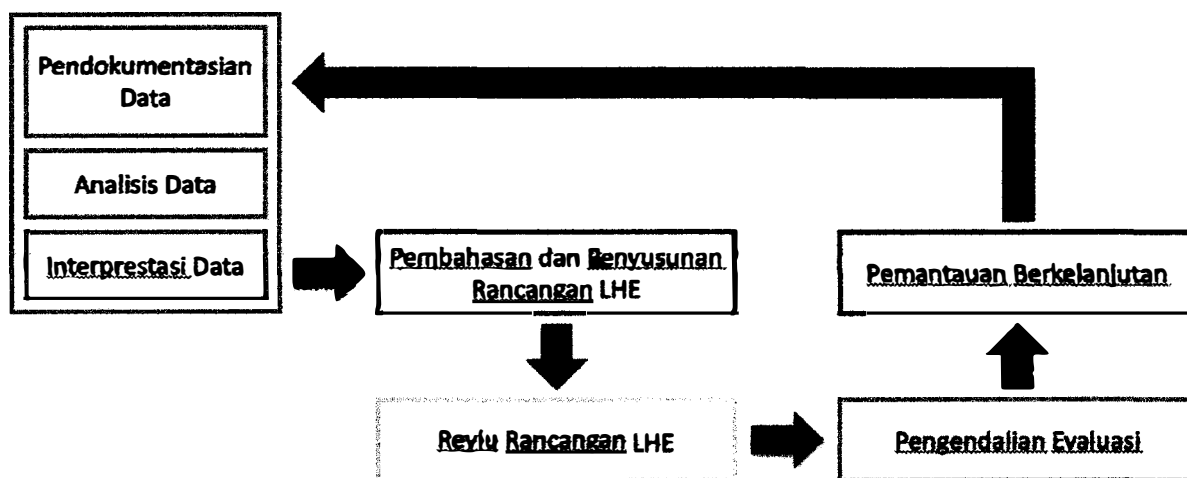 Pendokumentasian
Data
Analisis Data
Interprestasi Data
Pembahasan dan Penyusunan
Rancangan LHE
Pemantauan Berkelanjutan
Reviu Rancangan LHE
Pengendalian Evaluasi